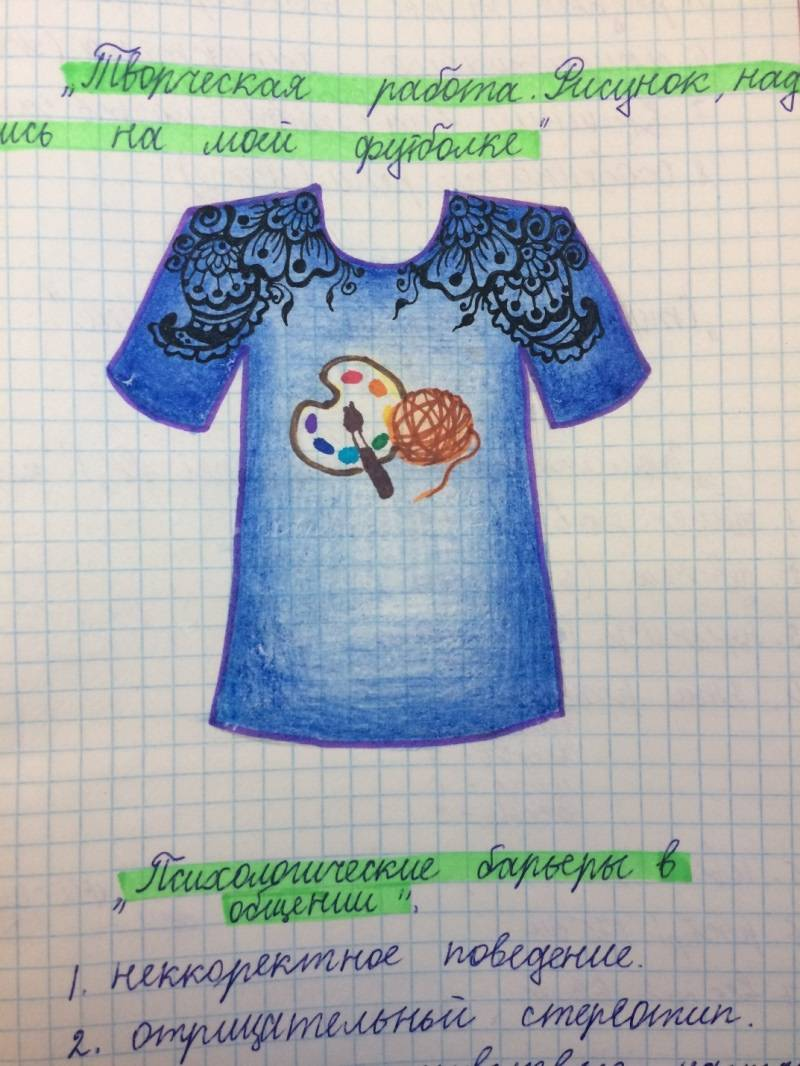 „Творческая работа. Рисунок, над
ись на моей футболке"
„Психологические барьеры в
общении".
1. неккоректное поведение.
2. отрицательный стереотип.